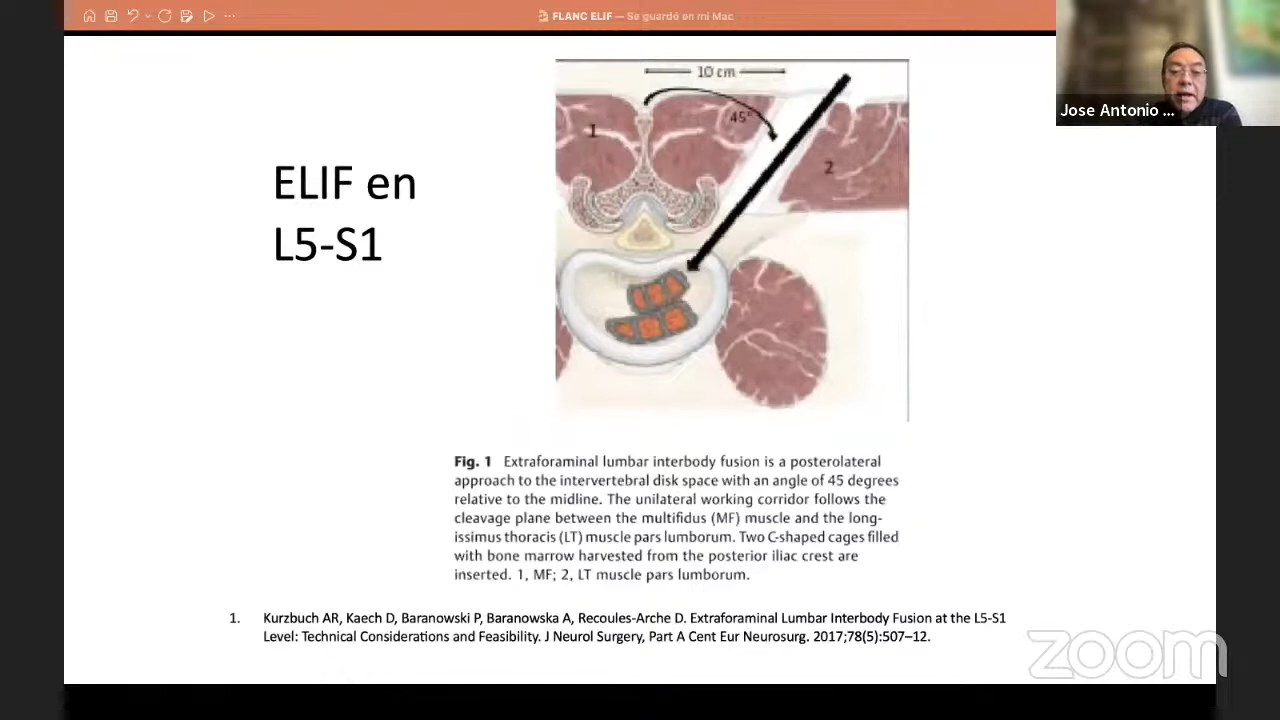 FLANC ELIF — Se guardó en mi Mac
Jose Antonio ...
ELIF en
L5-S1
10 cm
45°
1
2
Fig. 1 Extraforaminal lumbar interbody fusion is a posterolateral
approach to the intervertebral disk space with an angle of 45 degrees
relative to the midline. The unilateral working corridor follows the
cleavage plane between the multifidus (MF) muscle and the long-
issimus thoracis (LT) muscle pars lumborum. Two C-shaped cages filled
with bone marrow harvested from the posterior iliac crest are
inserted. 1, MF; 2, LT muscle pars lumborum.
1. Kurzbuch AR, Kaech D, Baranowski P, Baranowska A, Recoules-Arche D. Extraforaminal Lumbar Interbody Fusion at the L5-S1
Level: Technical Considerations and Feasibility. J Neurol Surgery, Part A Cent Eur Neurosurg. 2017;78(5):507–12.
zoom